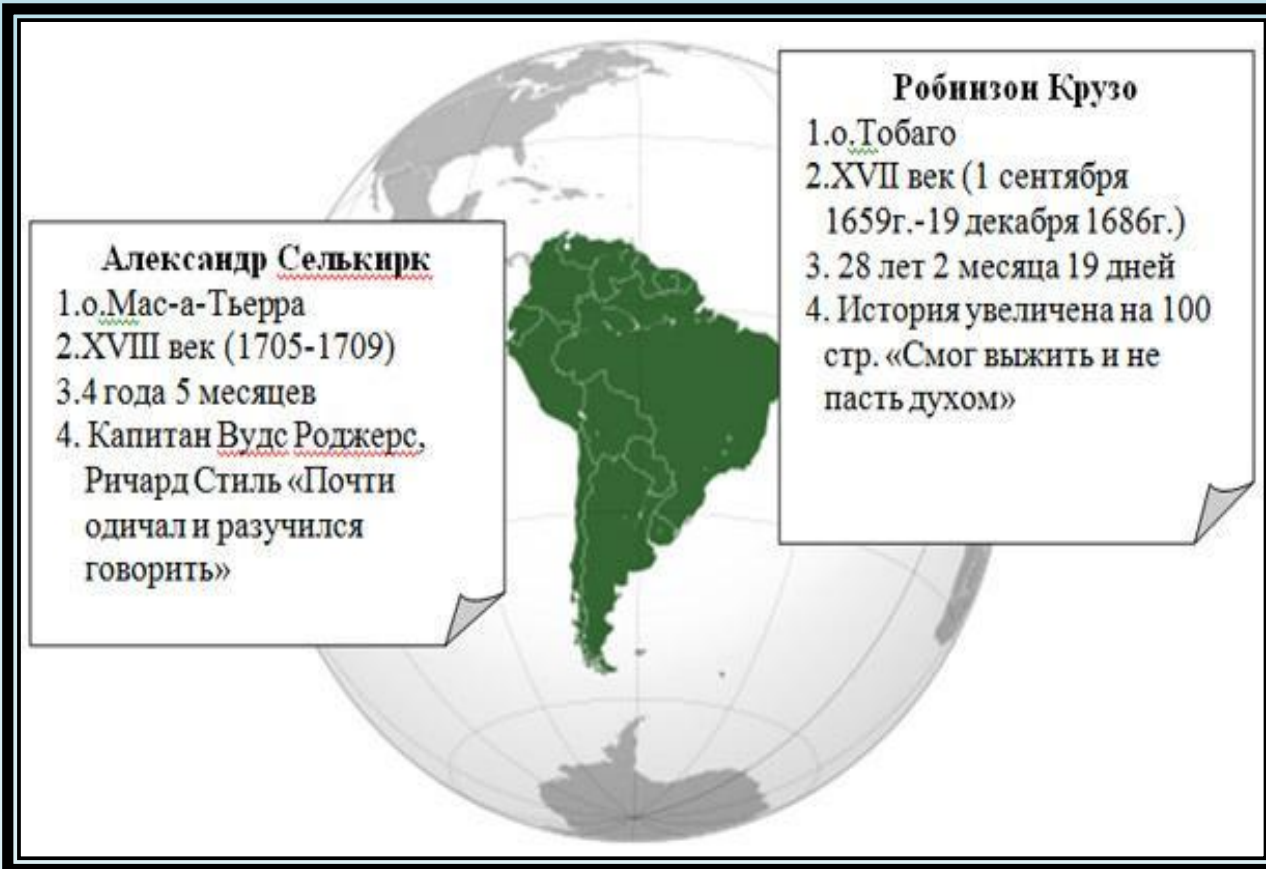 Александр Селькирк
1.о.Мас-а-Тьерра
2.XVIII век (1705-1709)
3.4 года 5 месяцев
4. Капитан Вудс Роджерс,
Ричард Стиль «Почти
одичал и разучился
говорить»
Робинзон Крузо
1.о.Тобаго
2.XVII век (1 сентября
1659г.-19 декабря 1686г.)
3. 28 лет 2 месяца 19 дней
4. История увеличена на 100
стр. «Смог выжить и не
пасть духом»